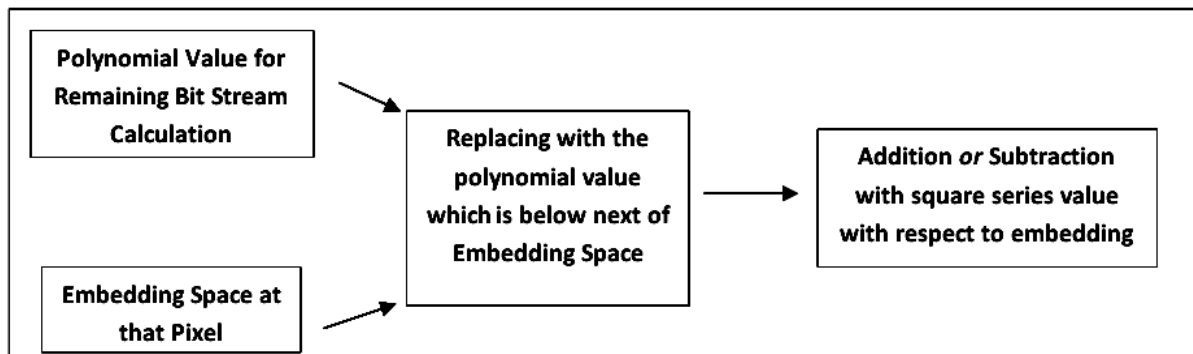 Polynomial Value for
Remaining Bit Stream
Calculation
Embedding Space at
that Pixel
Replacing with the
polynomial value
which is below next of
Embedding Space
Addition or Subtraction
with square series value
with respect to embedding